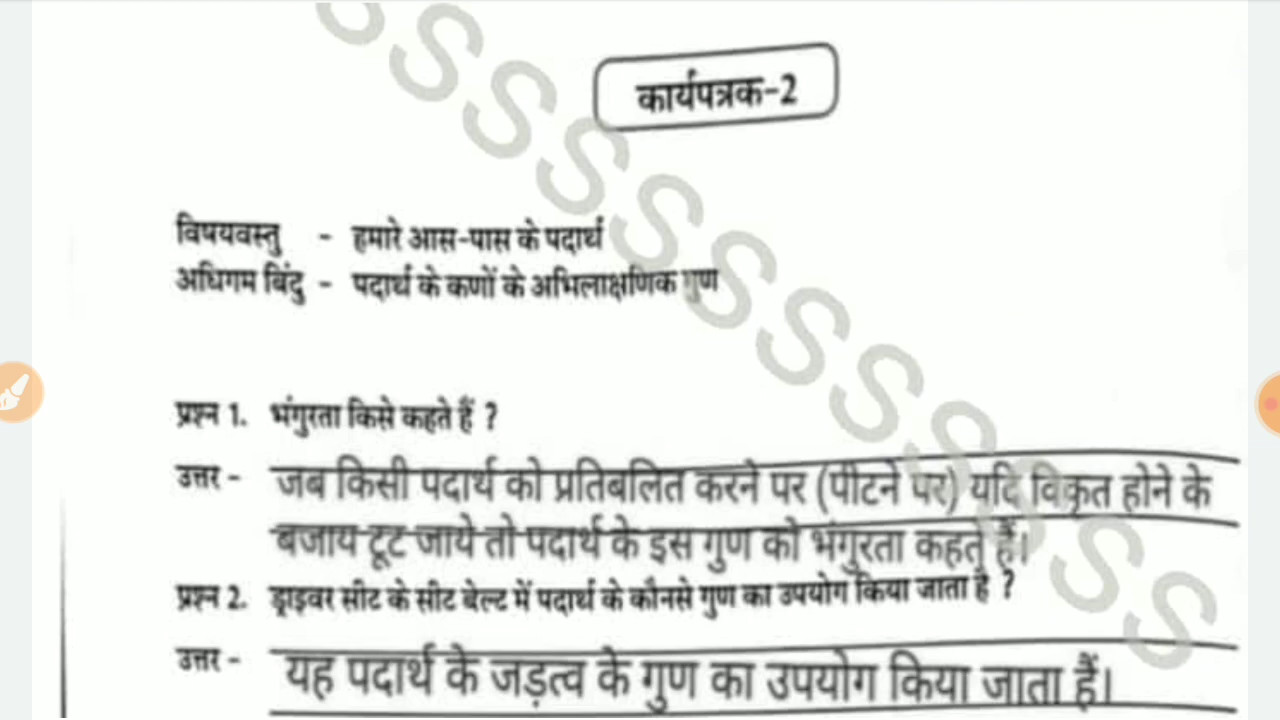 कार्यपत्रक-2
विषयवस्तु - हमारे आस-पास के पदार्थ
अधिगम बिंदु - पदार्थ के कणों के अभिलाक्षणिक गुण
प्रश्न 1. भंगुरता किसे कहते हैं ?
उत्तर - जब किसी पदार्थ को प्रतिबलित करने पर (पीटने पर) यदि विकृत होने के
बजाय टूट जाये तो पदार्थ के इस गुण को भंगुरता कहते हैं।
प्रश्न 2. ड्राइवर सीट के सीट बेल्ट में पदार्थ के कौनसे गुण का उपयोग किया जाता है ?
उत्तर - यह पदार्थ के जड़त्व के गुण का उपयोग किया जाता हैं।
SSSSSSSSSSSS